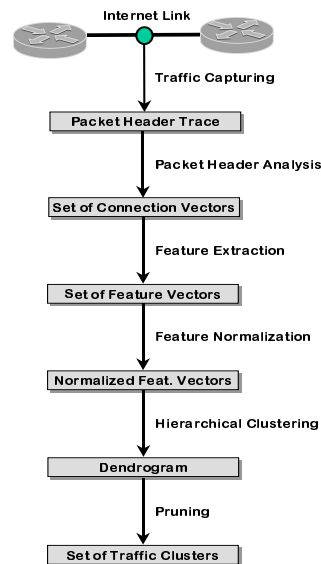 Internet Link
Traffic Capturing
Packet Header Trace
Packet Header Analysis
Set of Connection Vectors
Feature Extraction
Set of Feature Vectors
Feature Normalization
Normalized Feat. Vectors
Hierarchical Clustering
Dendrogram
Pruning
Set of Traffic Clusters